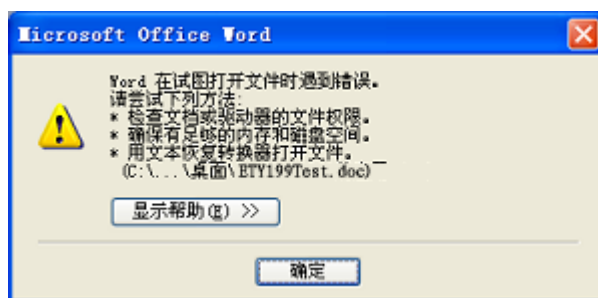 Microsoft Office Word
Word 在试图打开文件时遇到错误。
请尝试下列方法:
* 检查文档或驱动器的文件权限。
* 确保有足够的内存和磁盘空间。
* 用文本恢复转换器打开文件。
(C:\...\桌面\ETY199Test.doc)
显示帮助(E) >>
确定